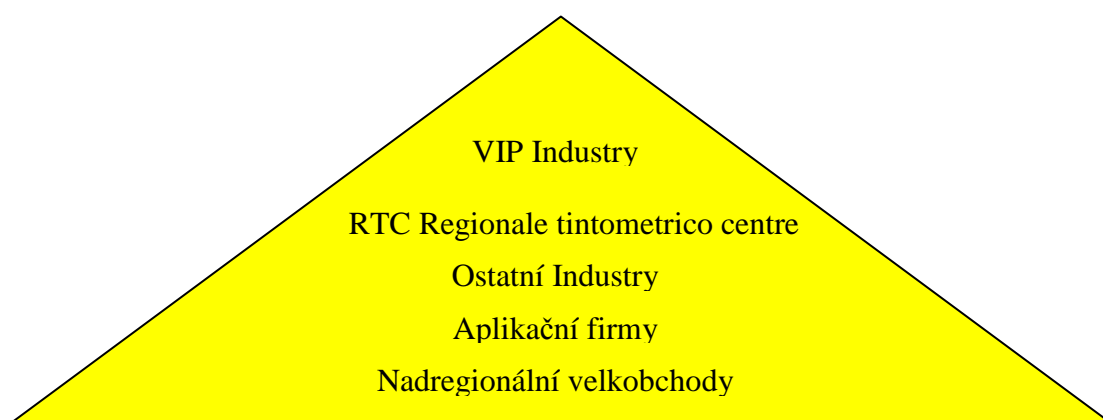 VIP Industry
RTC Regionale tintometrico centre
Ostatní Industry
Aplikační firmy
Nadregionální velkobchody